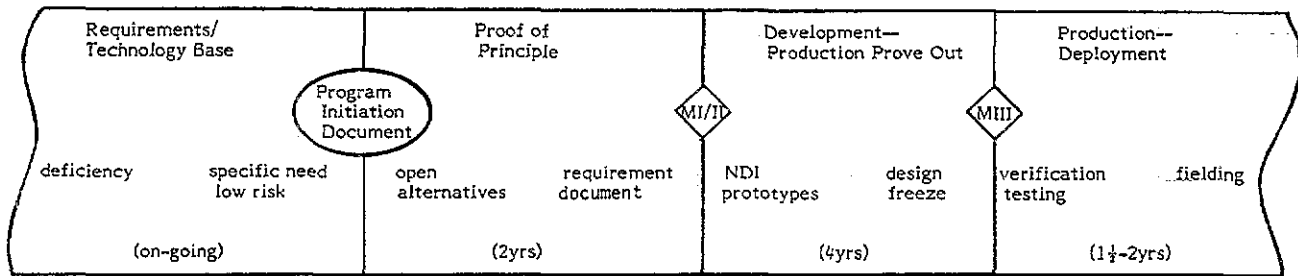 Requirements/
Technology Base
Proof of
Principle
Development—
Production Prove Out
Production--
Deployment
Program
Initiation
Document
MI/II
MIII
deficiency
specific need
low risk
open
alternatives
requirement
document
NDI
prototypes
design
freeze
verification
testing
fielding
(on-going)
(2yrs)
(4yrs)
(1½-2yrs)